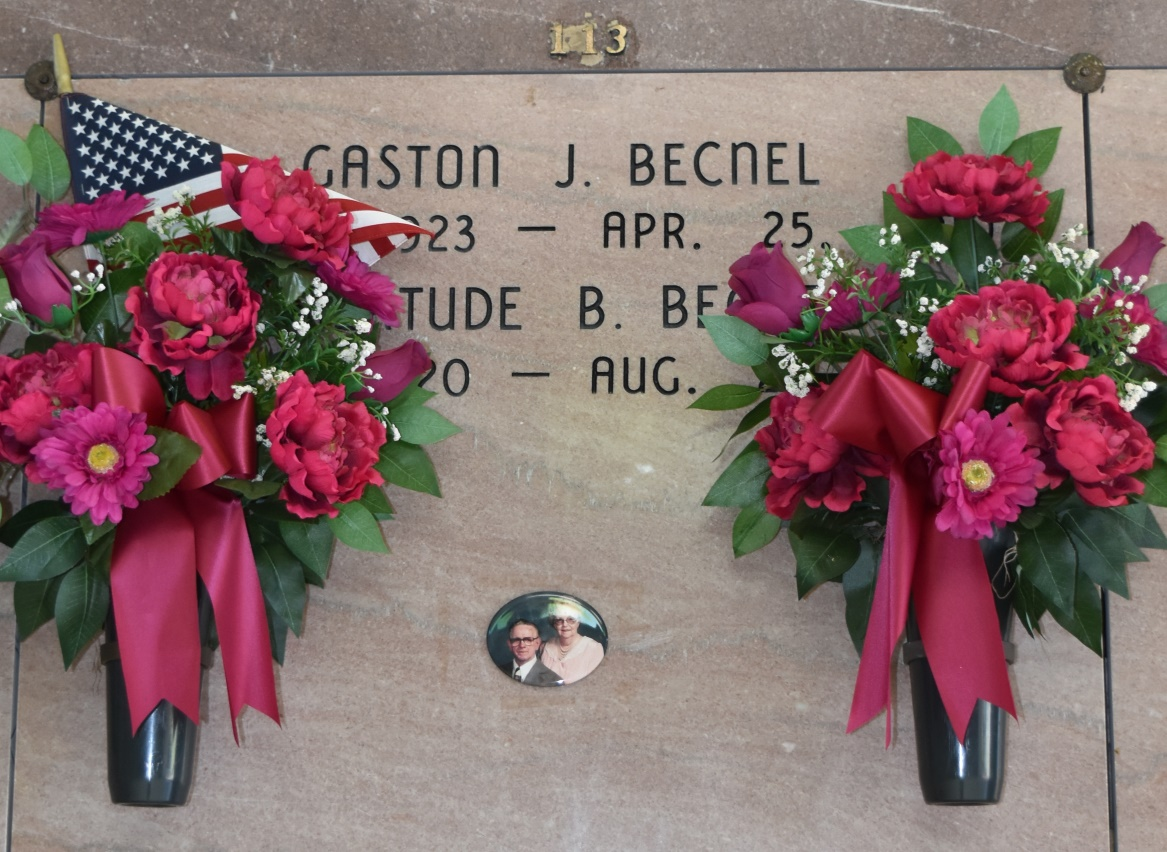 113
GASTON J. BECNEL
923 — APR. 25,
TUDE B. BE
20 — AUG.